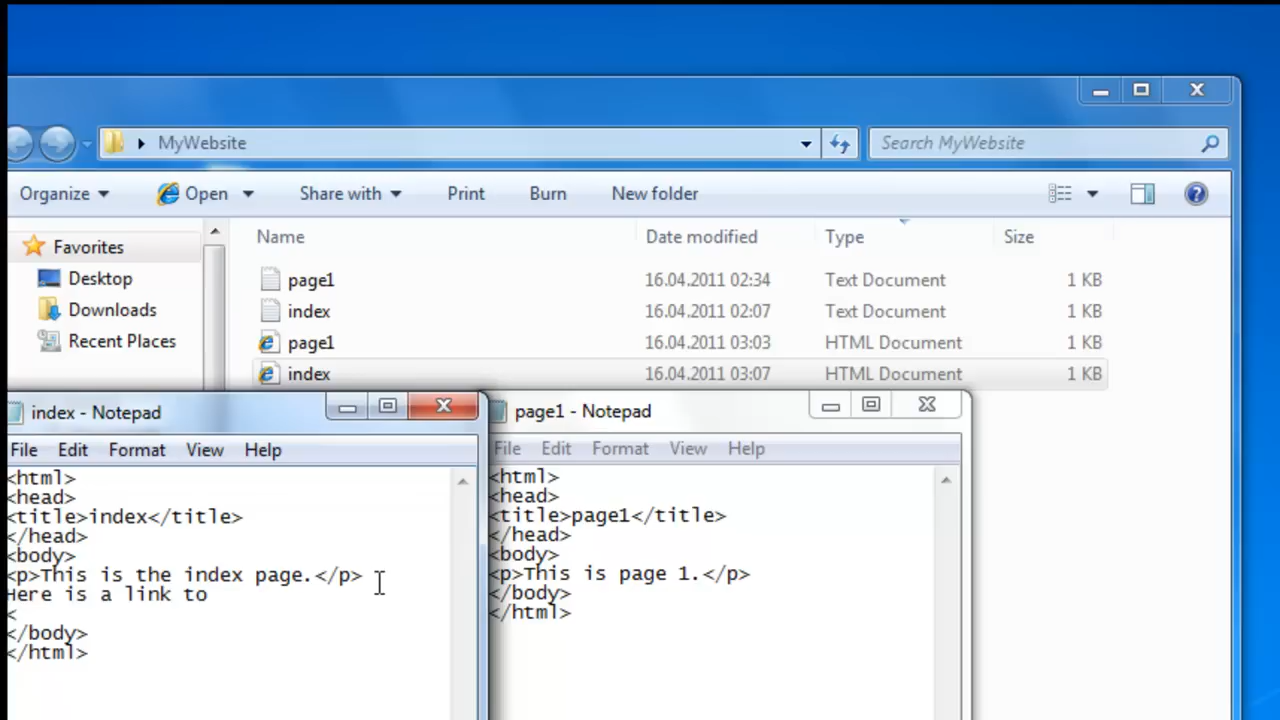 MyWebsite
Search MyWebsite
Organize Open Share with Print Burn New folder
Favorites
Desktop
Downloads
Recent Places
Name Date modified Type Size
page1 16.04.2011 02:34 Text Document 1 KB
index 16.04.2011 02:07 Text Document 1 KB
page1 16.04.2011 03:03 HTML Document 1 KB
index 16.04.2011 03:07 HTML Document 1 KB
index - Notepad
File Edit Format View Help
<html>
<head>
<title>index</title>
</head>
<body>
<p>This is the index page.</p>
Here is a link to
<
</body>
</html>
page1 - Notepad
File Edit Format View Help
<html>
<head>
<title>page1</title>
</head>
<body>
<p>This is page 1.</p>
</body>
</html>